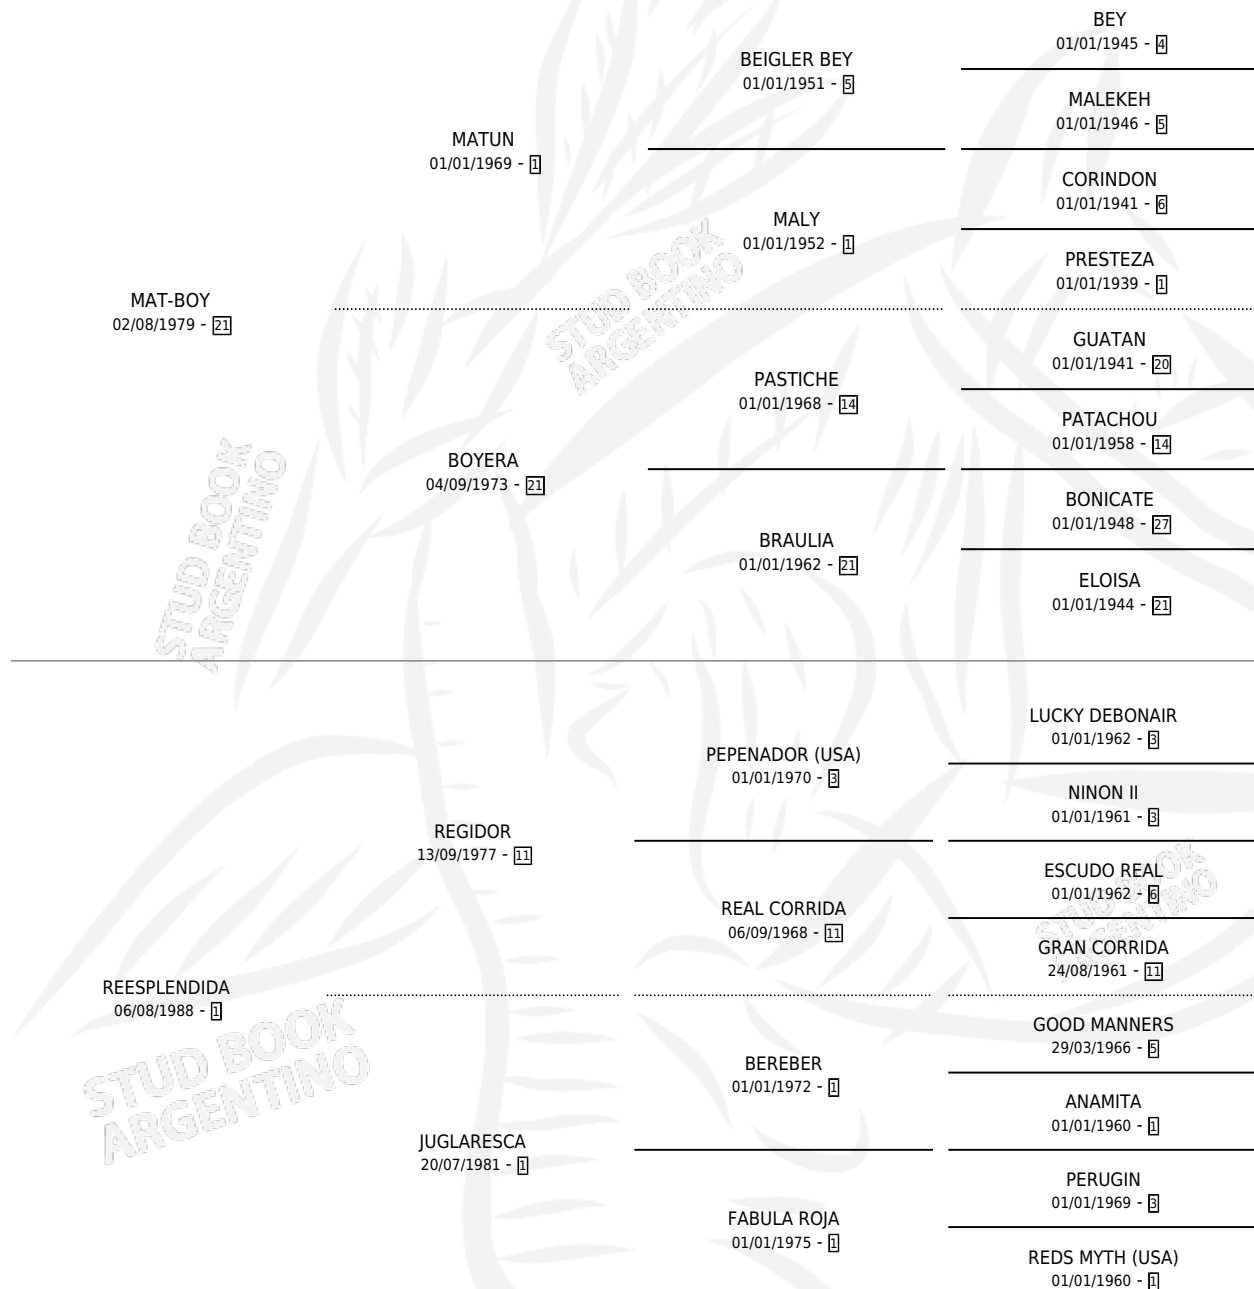 BEY
01/01/1945 - 4
BEIGLER BEY
01/01/1951 - 5
MALEKEH
01/01/1946 - 5
MATUN
01/01/1969 - 1
CORINDON
01/01/1941 - 6
MALY
01/01/1952 - 1
PRESTEZA
01/01/1939 - 1
MAT-BOY
02/08/1979 - 21
GUATAN
01/01/1941 - 20
PASTICHE
01/01/1968 - 14
PATACHOU
01/01/1958 - 14
BOYERA
04/09/1973 - 21
BONICATE
01/01/1948 - 27
BRAULIA
01/01/1962 - 21
ELOISA
01/01/1944 - 21
LUCKY DEBONAIR
01/01/1962 - 3
PEPENADOR (USA)
01/01/1970 - 3
NINON II
01/01/1961 - 3
REGIDOR
13/09/1977 - 11
ESCUDO REAL
01/01/1962 - 6
REAL CORRIDA
06/09/1968 - 11
GRAN CORRIDA
24/08/1961 - 11
REESPLENDIDA
06/08/1988 - 1
GOOD MANNERS
29/03/1966 - 5
BEREBER
01/01/1972 - 1
ANAMITA
01/01/1960 - 1
JUGLARESCA
20/07/1981 - 1
PERUGIN
01/01/1969 - 3
FABULA ROJA
01/01/1975 - 1
REDS MYTH (USA)
01/01/1960 - 1
STUD BOOK
ARGENTINO
STUD BOOK
ARGENTINO
STUD BOOK
ARGENTINO
STUD BOOK
ARGENTINO